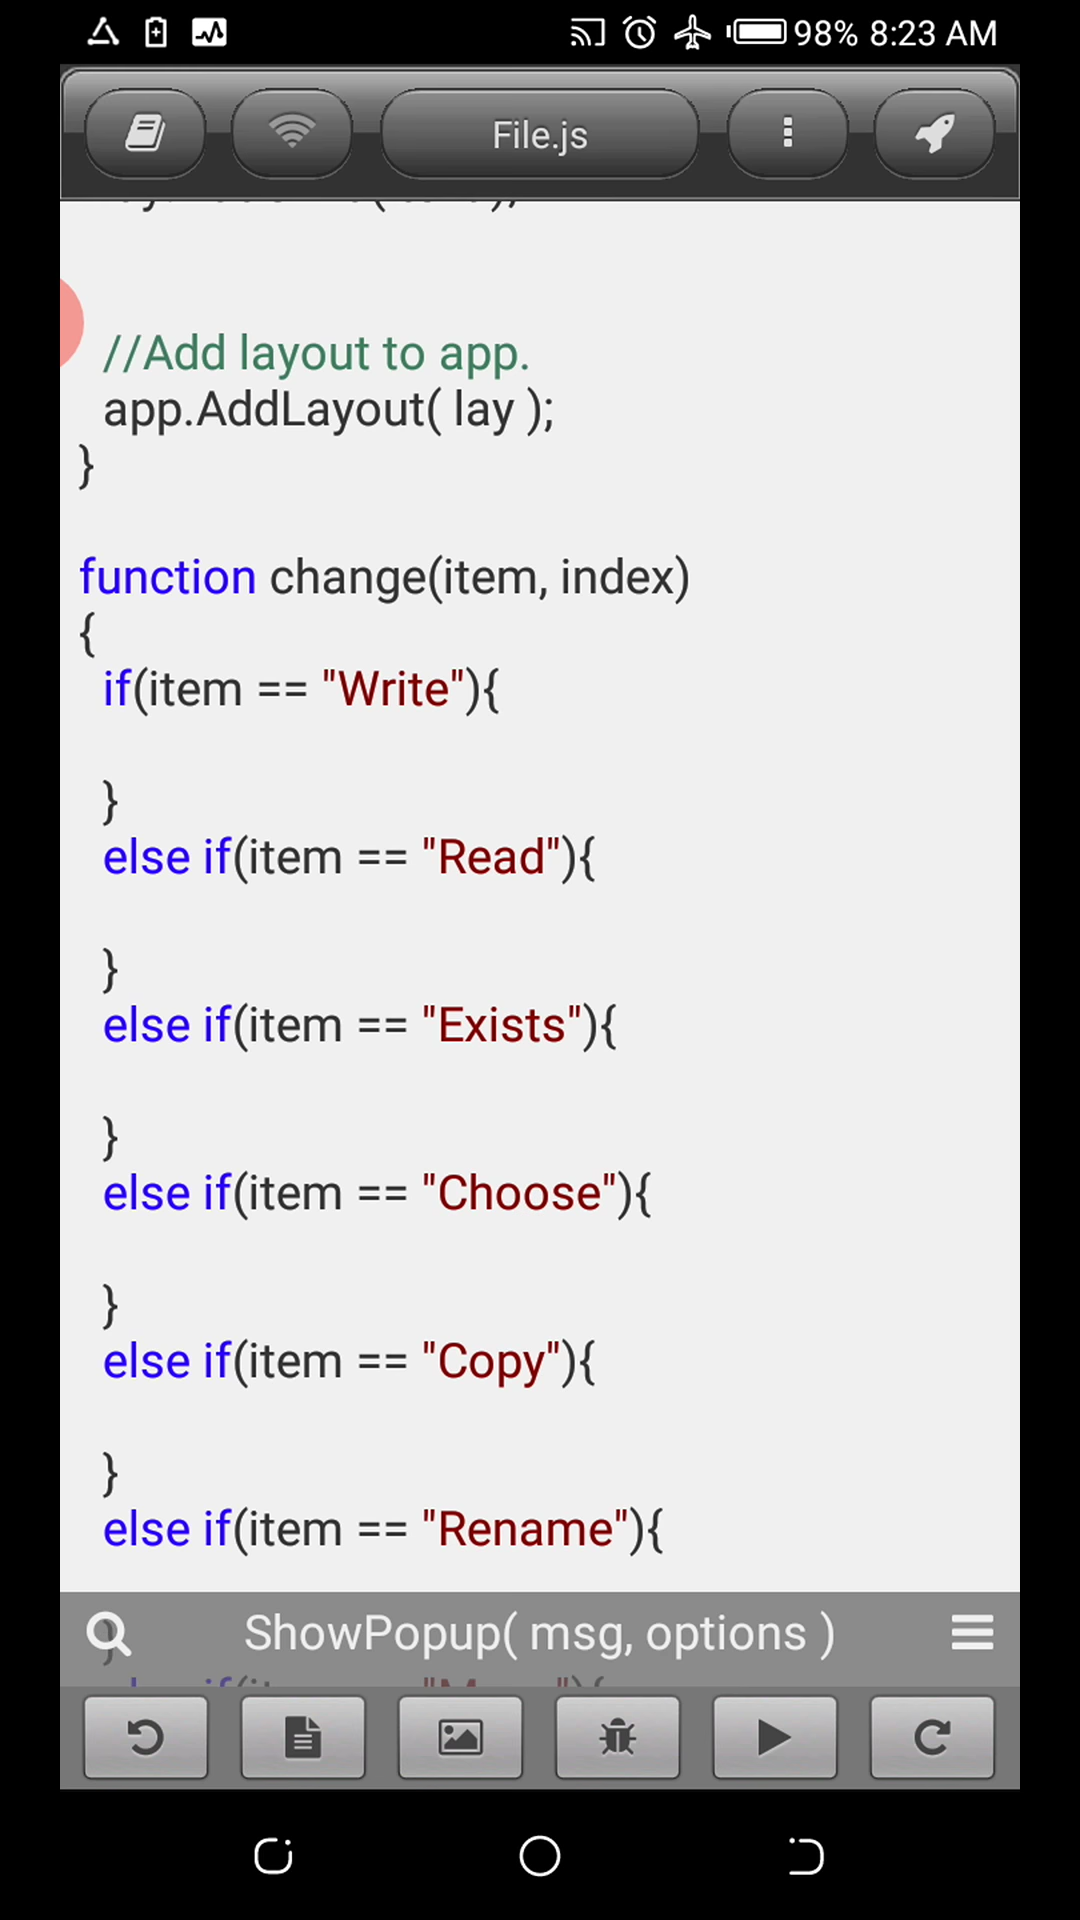 98% 8:23 AM
File.js
//Add layout to app.
app.AddLayout( lay );
}
function change(item, index)
{
if(item == "Write"){
}
else if(item == "Read"){
}
else if(item == "Exists"){
}
else if(item == "Choose"){
}
else if(item == "Copy"){
}
else if(item == "Rename"){
}
ShowPopup( msg, options )